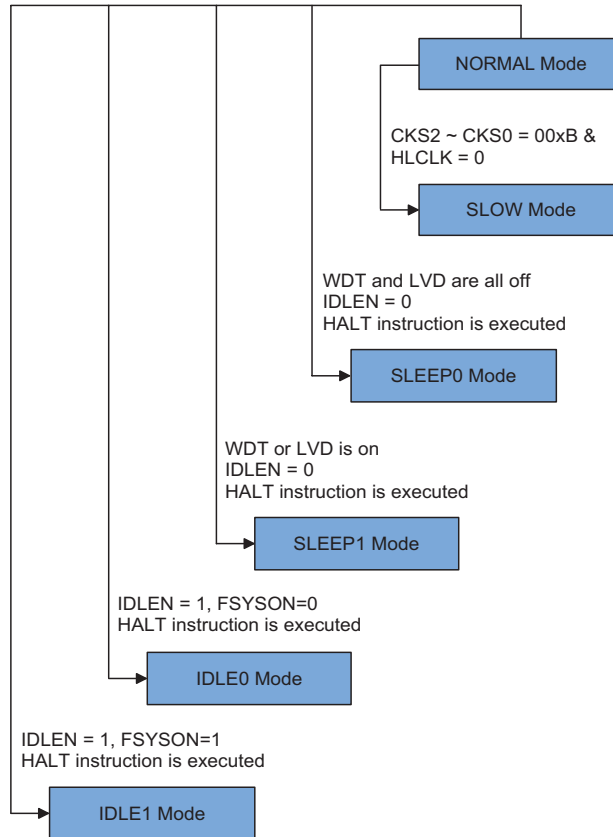 NORMAL Mode
CKS2 ~ CKS0 = 00xB &
HLCLK = 0
SLOW Mode
WDT and LVD are all off
IDLEN = 0
HALT instruction is executed
SLEEP0 Mode
WDT or LVD is on
IDLEN = 0
HALT instruction is executed
SLEEP1 Mode
IDLEN = 1, FSYSON=0
HALT instruction is executed
IDLE0 Mode
IDLEN = 1, FSYSON=1
HALT instruction is executed
IDLE1 Mode